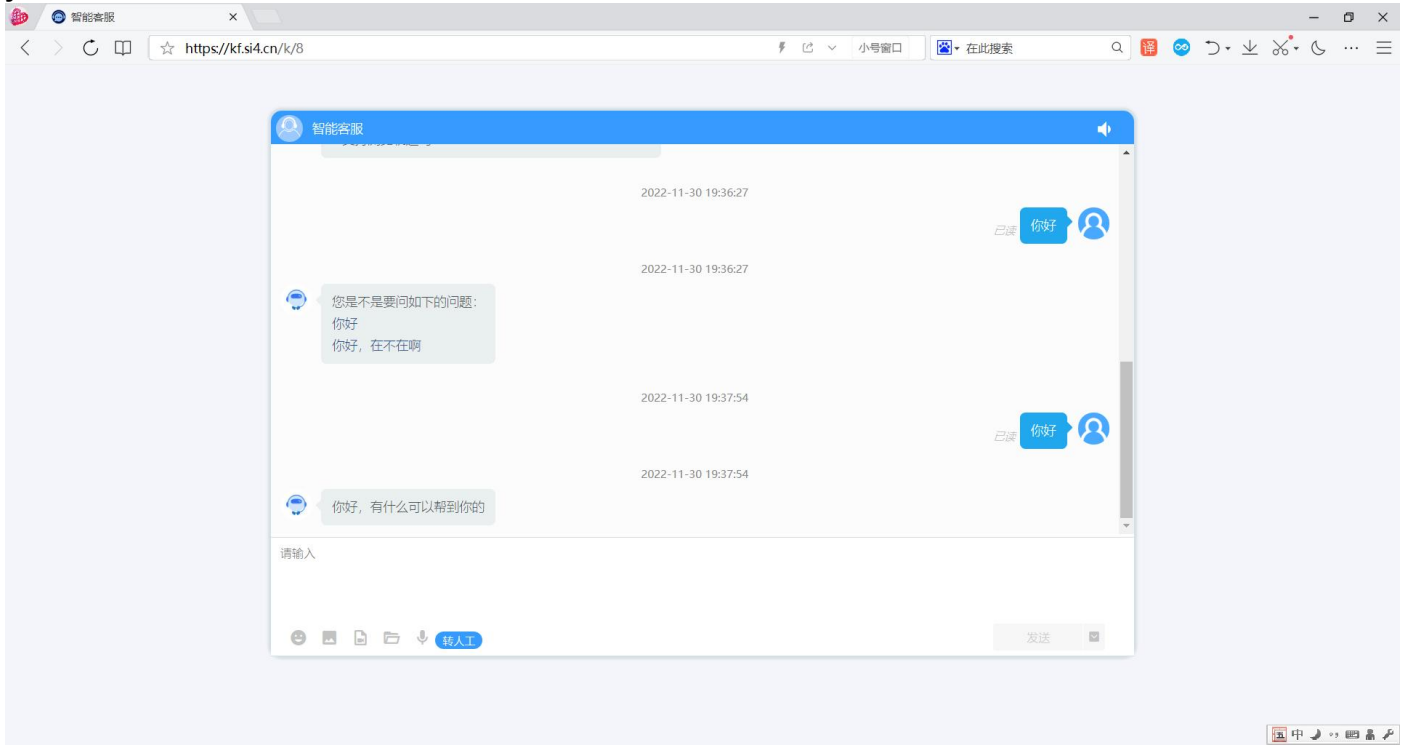 智能客服
https://kf.si4.cn/k/8
小号窗口
在此搜索
译
智能客服
2022-11-30 19:36:27
已读
你好
2022-11-30 19:36:27
您是不是要问如下的问题：
你好
你好，在不在啊
2022-11-30 19:37:54
已读
你好
2022-11-30 19:37:54
你好，有什么可以帮到你的
请输入
转人工
发送
五 中